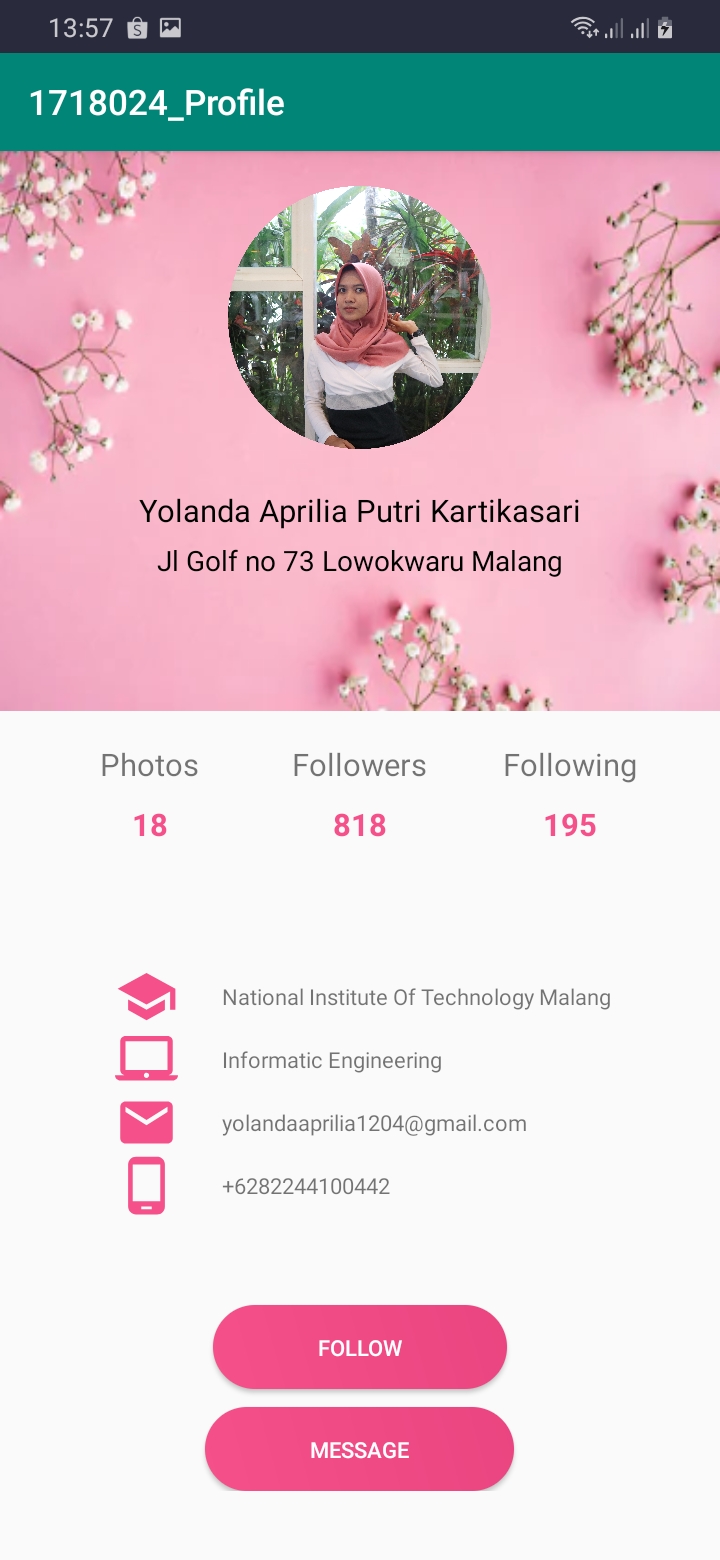 13:57
1718024_Profile
Yolanda Aprilia Putri Kartikasari
Jl Golf no 73 Lowokwaru Malang
Photos Followers Following
18 818 195
National Institute Of Technology Malang
Informatic Engineering
yolandaaprilia1204@gmail.com
+6282244100442
FOLLOW
MESSAGE